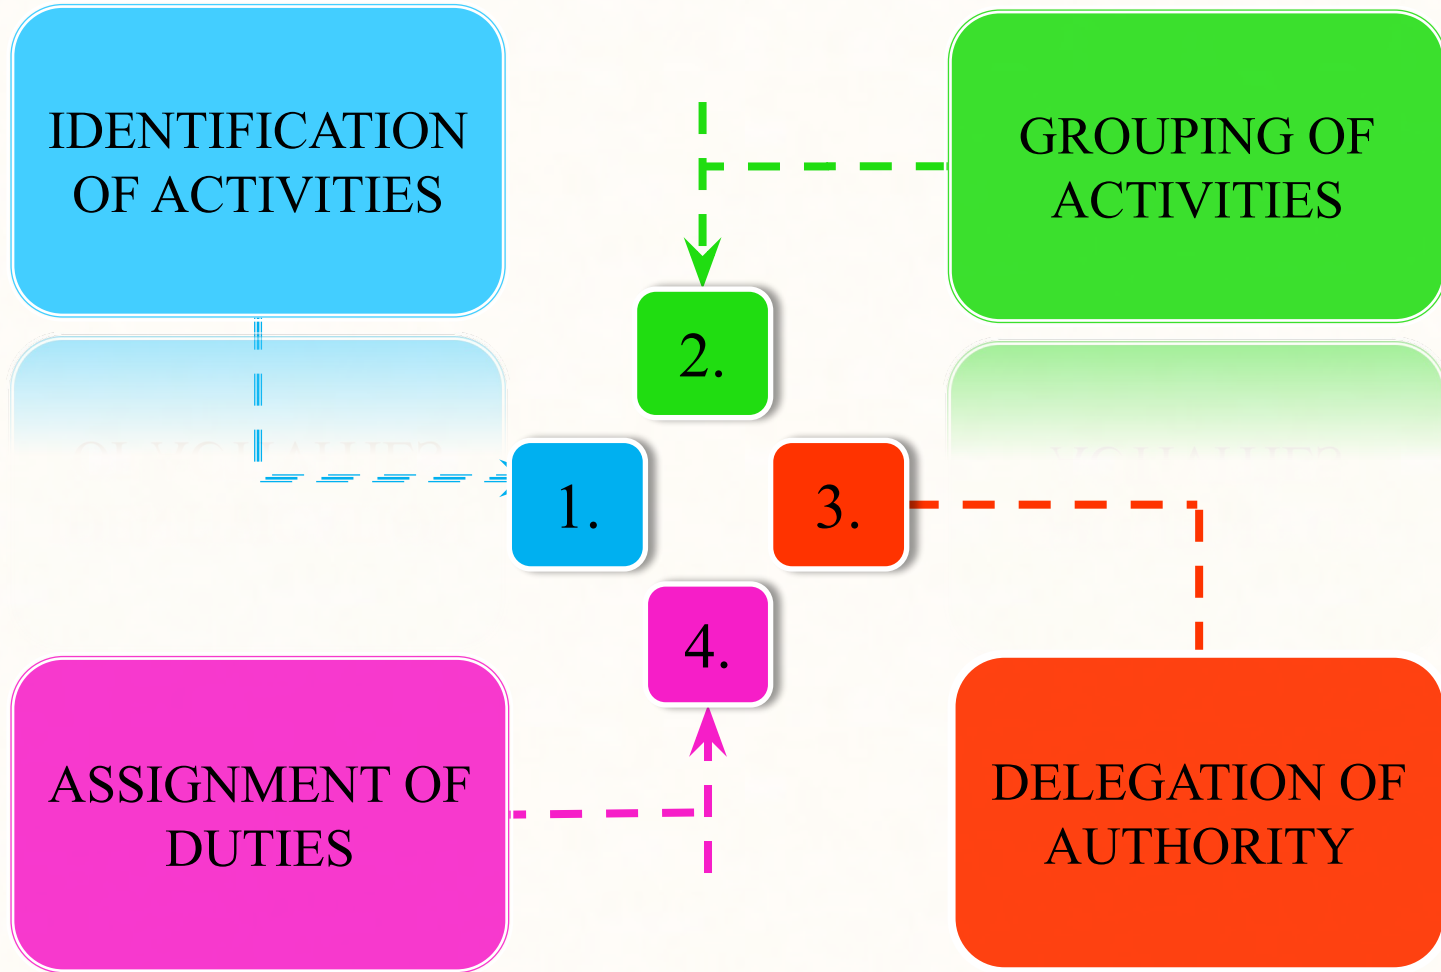 IDENTIFICATION
OF ACTIVITIES
GROUPING OF
ACTIVITIES
2.
1.
3.
4.
ASSIGNMENT OF
DUTIES
DELEGATION OF
AUTHORITY